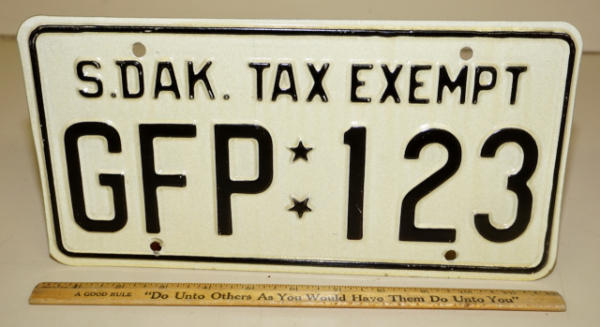 S.DAK. TAX EXEMPT
GFP★★123
A GOOD RULE "Do Unto Others As You Would Have Them Do Unto You"